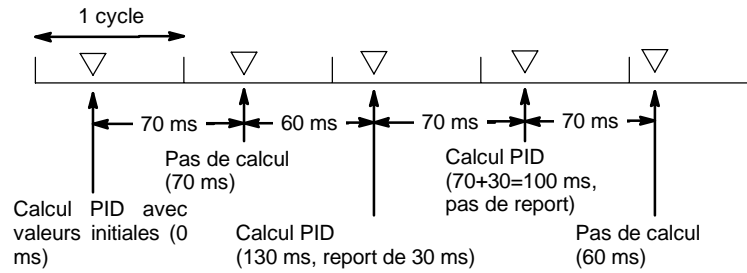 1 cycle
70 ms
60 ms
70 ms
70 ms
Pas de calcul
(70 ms)
Calcul PID
(70+30=100 ms,
pas de report)
Calcul PID avec
valeurs initiales (0
ms)
Calcul PID
(130 ms, report de 30 ms)
Pas de calcul
(60 ms)